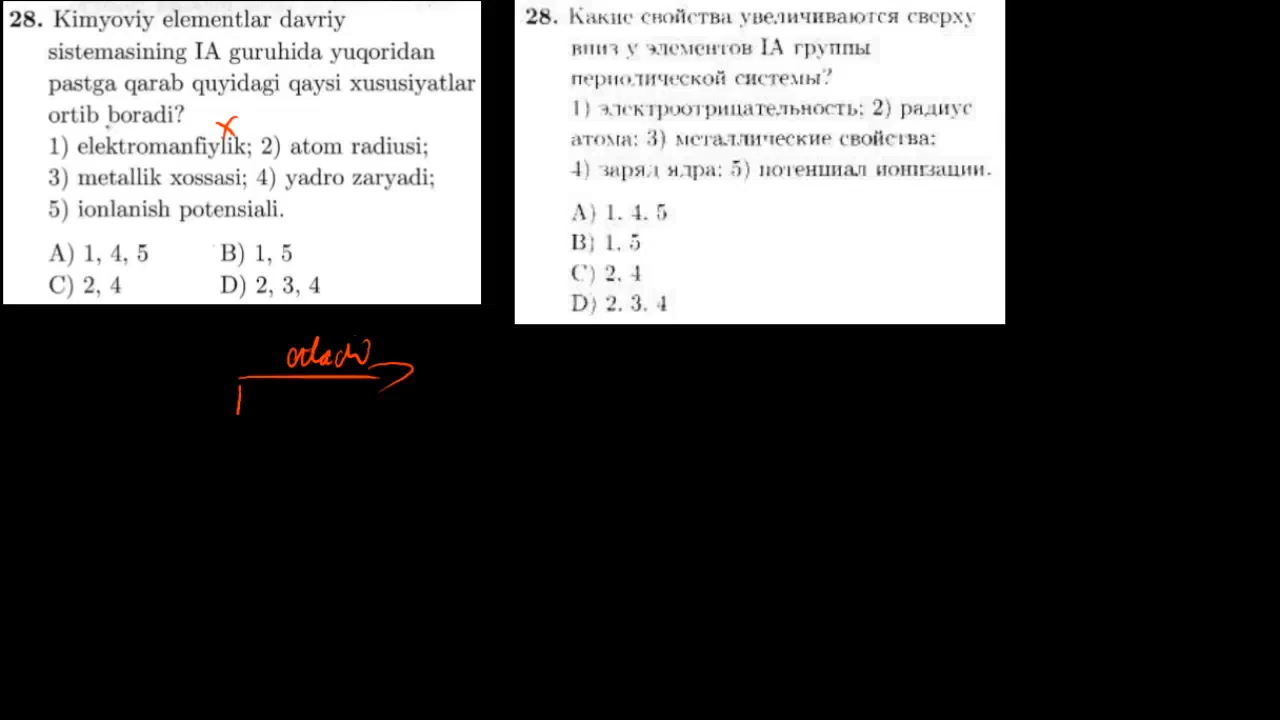 28. Kimyoviy elementlar davriy
sistemasining IA guruhida yuqoridan
pastga qarab quyidagi qaysi xususiyatlar
ortib boradi?
1) elektromanfiylik; 2) atom radiusi;
3) metallik xossasi; 4) yadro zaryadi;
5) ionlanish potensiali.
A) 1, 4, 5 B) 1, 5
C) 2, 4 D) 2, 3, 4
28. Какие свойства увеличиваются сверху
вниз у элементов IA группы
периодической системы?
1) электроотрицательность; 2) радиус
атома; 3) металлические свойства;
4) заряд ядра; 5) потенциал ионизации.
A) 1. 4. 5
B) 1. 5
C) 2. 4
D) 2. 3. 4